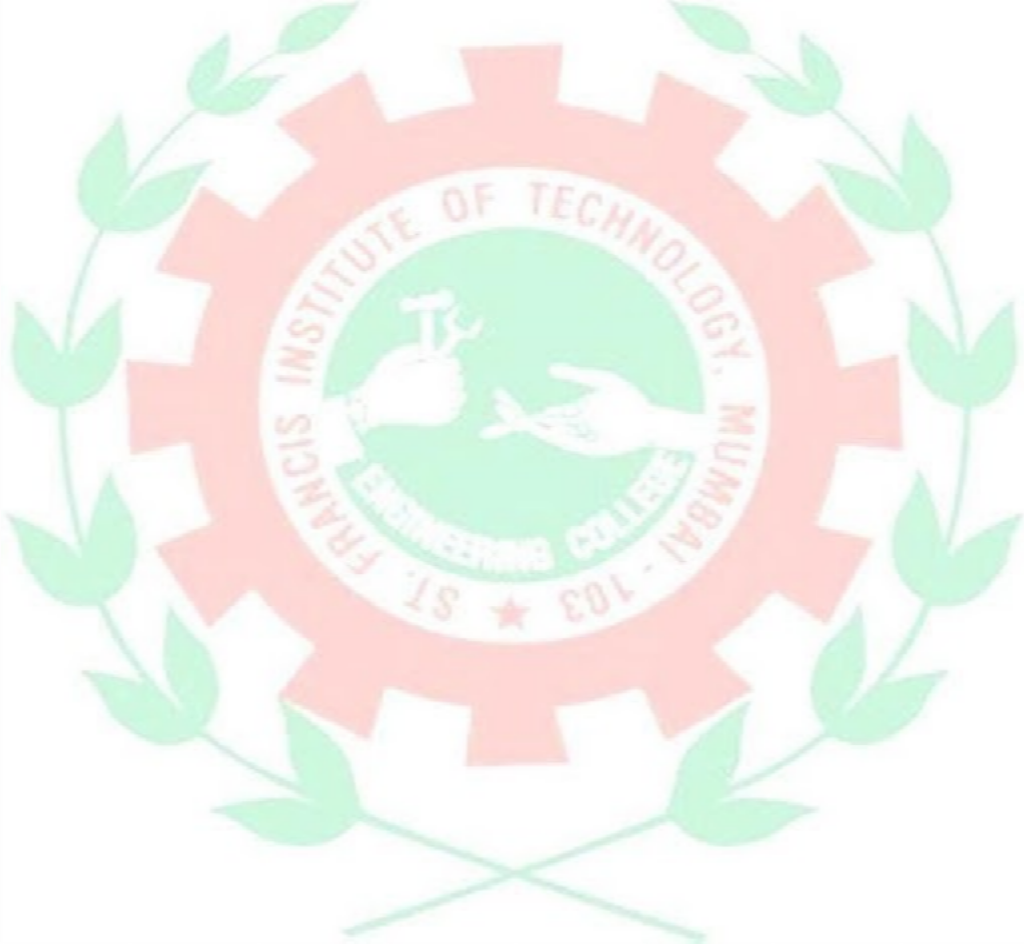 ST. FRANCIS INSTITUTE OF TECHNOLOGY, MUMBAI - 103
ENGINEERING COLLEGE